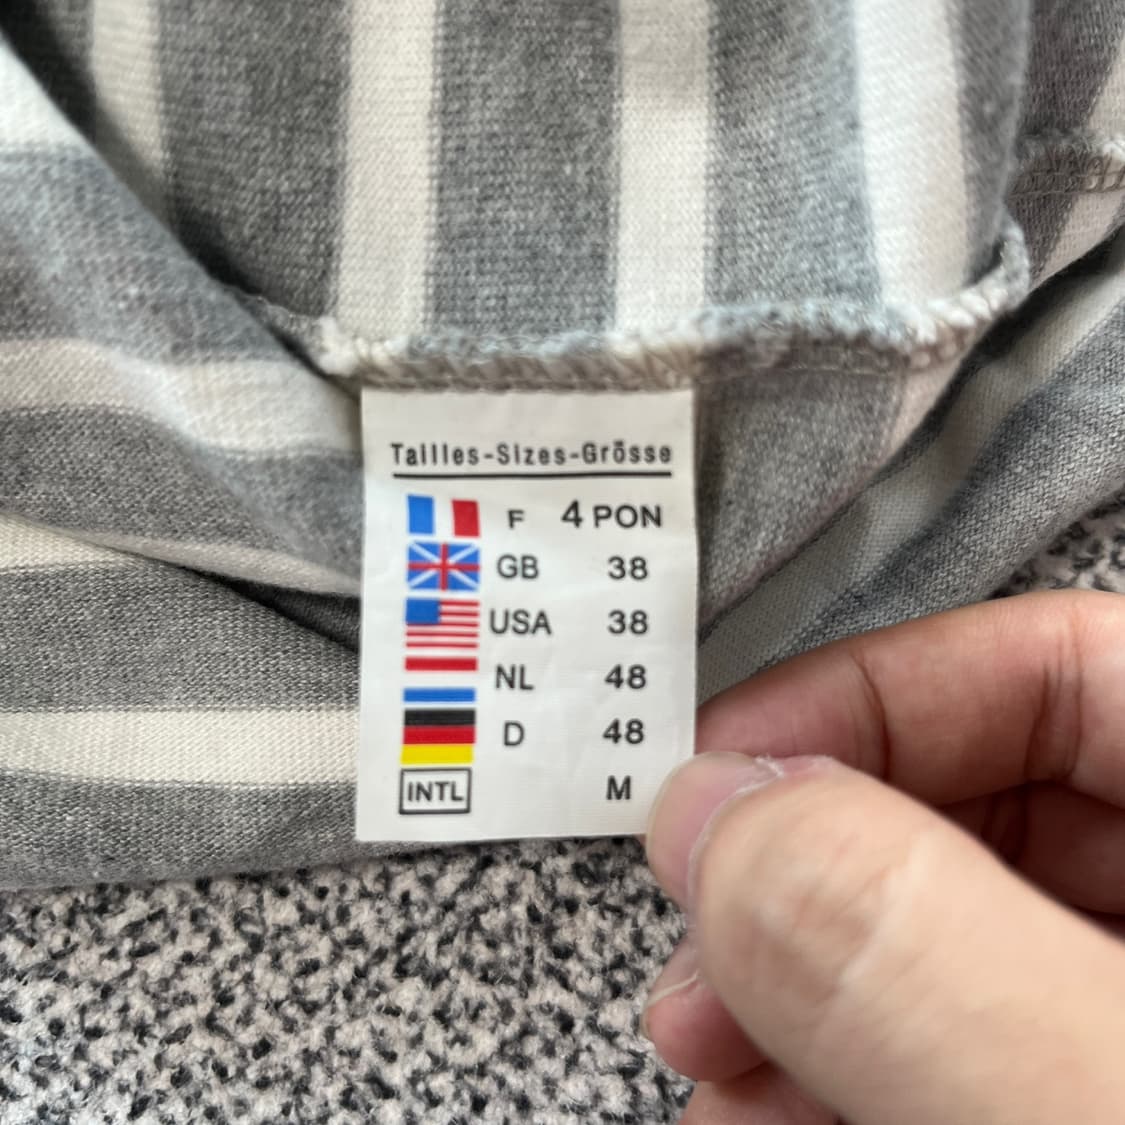 Tailles-Sizes-Grösse
F 4 PON
GB 38
USA 38
NL 48
D 48
INTL M